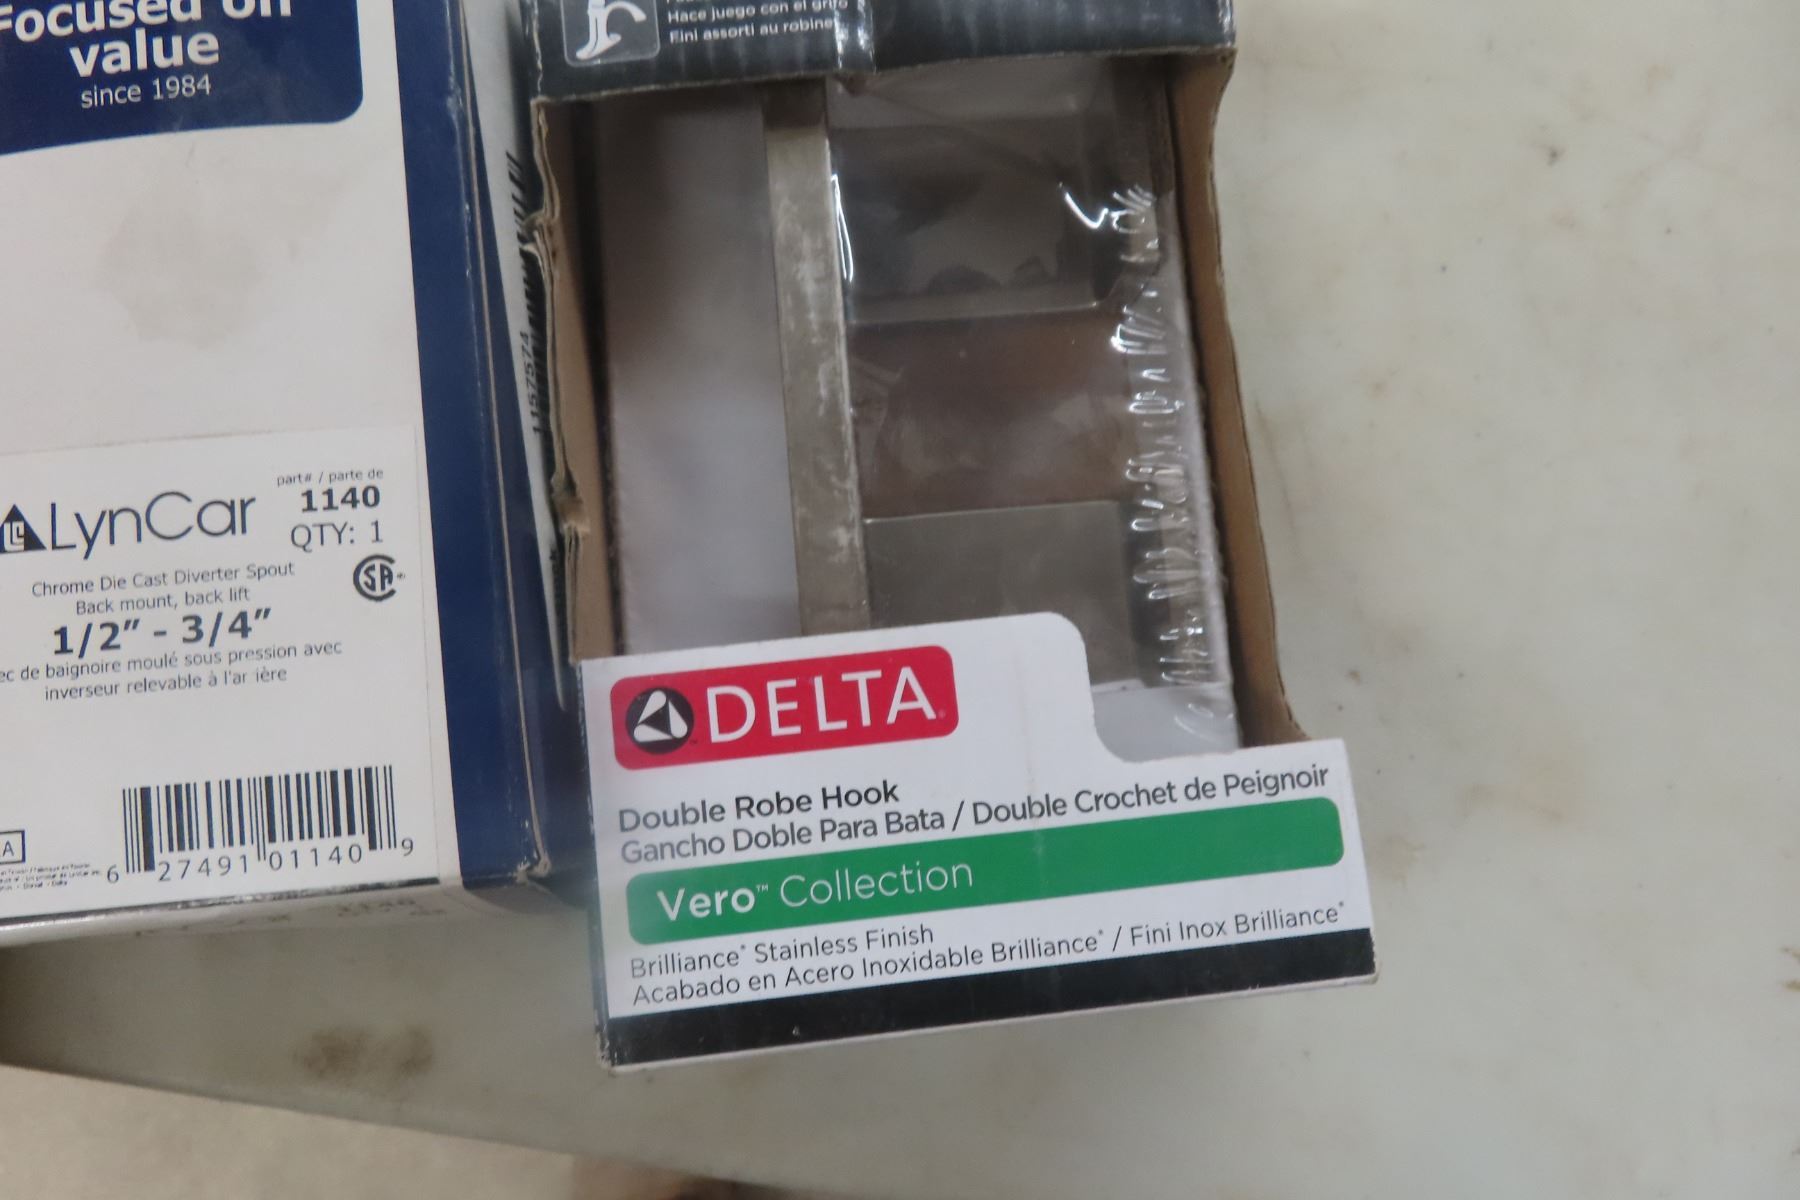 Focused on
value
since 1984
LynCar
part# / parte de
1140
QTY: 1
Chrome Die Cast Diverter Spout
Back mount, back lift
1/2" - 3/4"
ec de baignoire moulé sous pression avec
inverseur relevable à l'ar ière
6 27491 01140 9
A
1157574
Hace juego con el grifo
Fini assorti au robine
DELTA
Double Robe Hook
Gancho Doble Para Bata / Double Crochet de Peignoir
Vero™ Collection
Brilliance® Stainless Finish
Acabado en Acero Inoxidable Brilliance® / Fini Inox Brilliance®